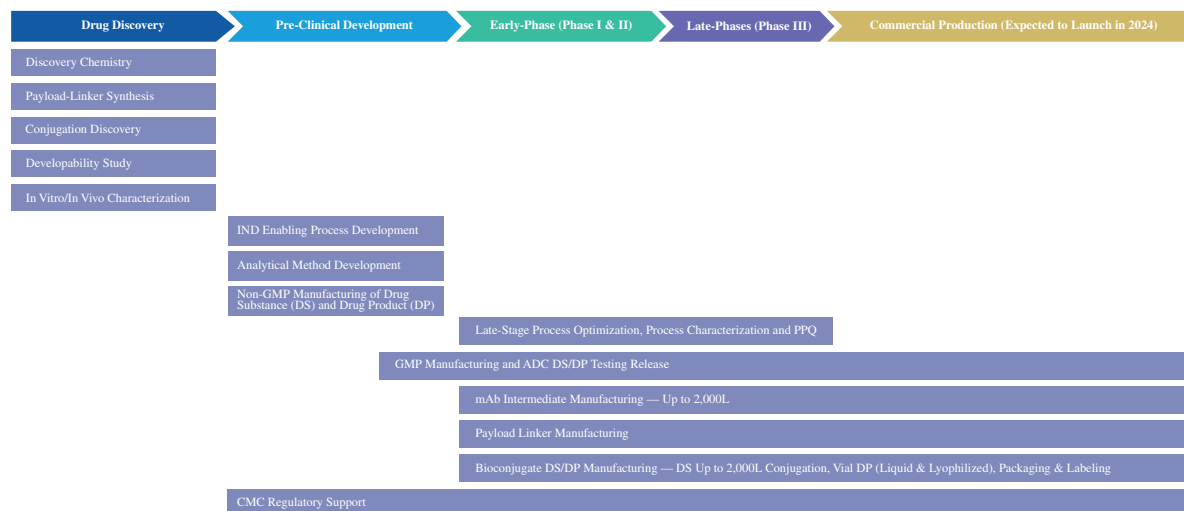 Drug Discovery
Pre-Clinical Development
Early-Phase (Phase I & II)
Late-Phases (Phase III)
Commercial Production (Expected to Launch in 2024)
Discovery Chemistry
Payload-Linker Synthesis
Conjugation Discovery
Developability Study
In Vitro/In Vivo Characterization
IND Enabling Process Development
Analytical Method Development
Non-GMP Manufacturing of Drug
Substance (DS) and Drug Product (DP)
Late-Stage Process Optimization, Process Characterization and PPQ
GMP Manufacturing and ADC DS/DP Testing Release
mAb Intermediate Manufacturing — Up to 2,000L
Payload Linker Manufacturing
Bioconjugate DS/DP Manufacturing — DS Up to 2,000L Conjugation, Vial DP (Liquid & Lyophilized), Packaging & Labeling
CMC Regulatory Support